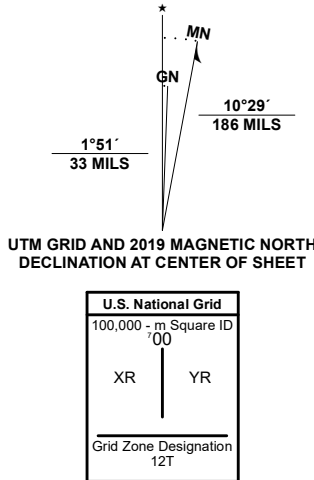 ★
MN
GN
10°29´
186 MILS
1°51´
33 MILS
UTM GRID AND 2019 MAGNETIC NORTH
DECLINATION AT CENTER OF SHEET
U.S. National Grid
100,000 - m Square ID
⁷00
XR YR
Grid Zone Designation
12T